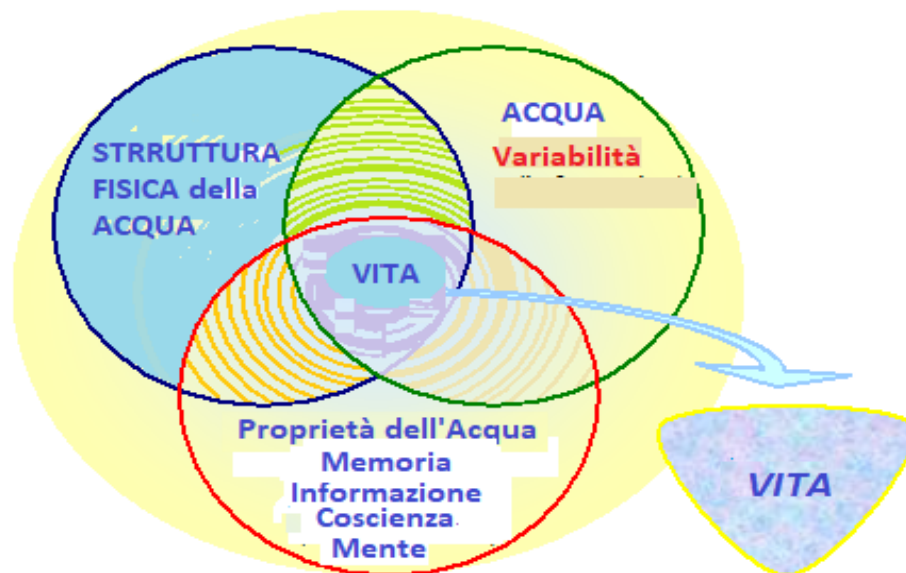 STRRUTTURA
FISICA della
ACQUA
ACQUA
Variabilità
VITA
Proprietà dell'Acqua
Memoria
Informazione
Coscienza
Mente
VITA